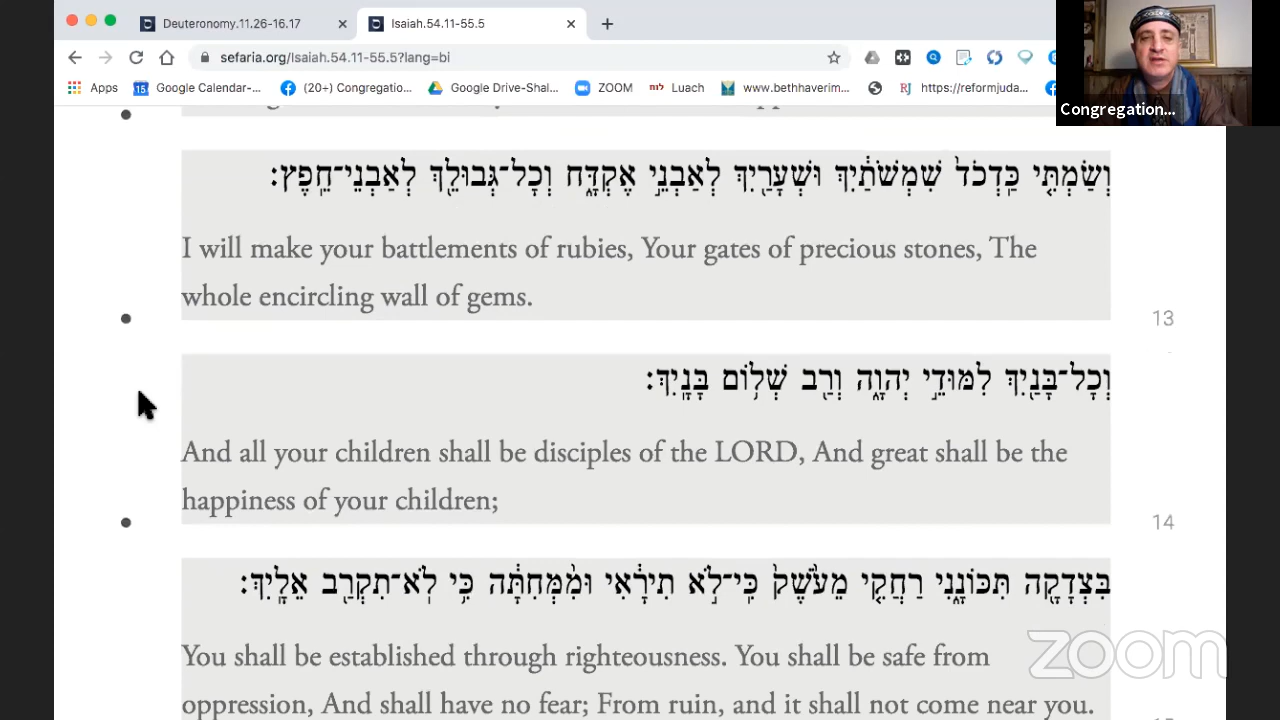 Deuteronomy.11.26-16.17
Isaiah.54.11-55.5
sefaria.org/Isaiah.54.11-55.5?lang=bi
Apps
15
Google Calendar-...
(20+) Congregatio...
Google Drive-Shal...
ZOOM
לוח
Luach
www.bethhaverim...
RJ
https://reformjuda...
Congregation...
וְשַׂמְתִּ֤י כַּֽדְכֹד֙ שִׁמְשֹׁתַ֔יִךְ וּשְׁעָרַ֖יִךְ לְאַבְנֵ֣י אֶקְדָּ֑ח וְכׇל־גְּבוּלֵ֖ךְ לְאַבְנֵי־חֵֽפֶץ׃
I will make your battlements of rubies, Your gates of precious stones, The
whole encircling wall of gems.
13
וְכׇל־בָּנַ֖יִךְ לִמּוּדֵ֣י יְהֹוָ֑ה וְרַ֖ב שְׁל֥וֹם בָּנָֽיִךְ׃
And all your children shall be disciples of the LORD, And great shall be the
happiness of your children;
14
בִּצְדָקָ֖ה תִּכּוֹנָ֑נִי רַחֲקִ֤י מֵעֹ֙שֶׁק֙ כִּֽי־לֹ֣א תִירָ֔אִי וּמִ֨מְּחִתָּ֔ה כִּ֥י לֹֽא־תִקְרַ֖ב אֵלָֽיִךְ׃
You shall be established through righteousness. You shall be safe from
oppression, And shall have no fear; From ruin, and it shall not come near you.
zoom